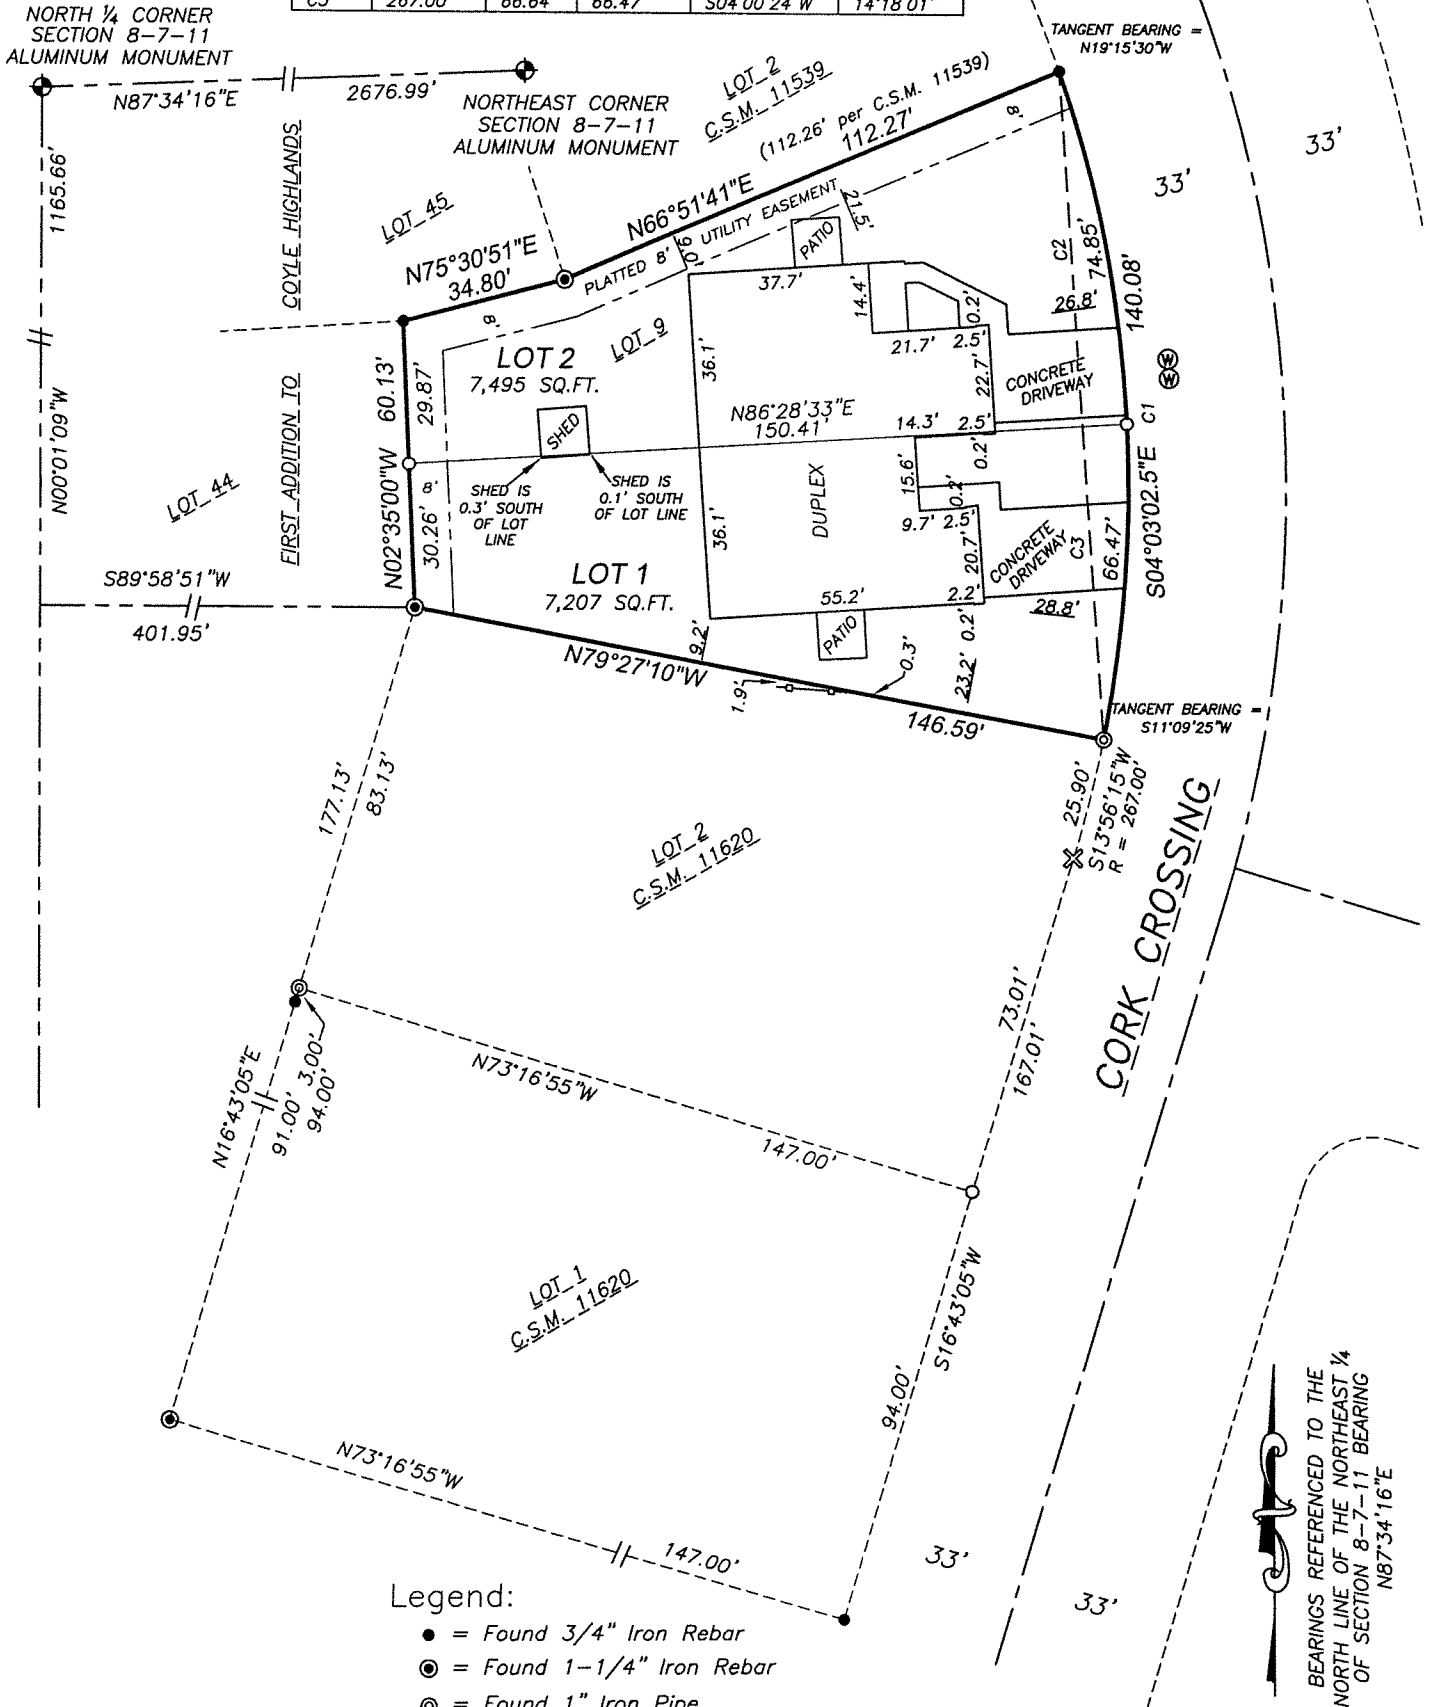 C3 267.00' 66.64' 66.47' S04°00'24"W 14°18'01"
NORTH ¼ CORNER
SECTION 8-7-11
ALUMINUM MONUMENT
N87°34'16"E
2676.99'
NORTHEAST CORNER
SECTION 8-7-11
ALUMINUM MONUMENT
LOT 2
C.S.M. 11539
(112.26' per C.S.M. 11539)
112.27'
N66°51'41"E
TANGENT BEARING =
N19°15'30"W
33'
33'
1165.66'
N00°01'09"W
COYLE HIGHLANDS
FIRST ADDITION TO
LOT 45
LOT 44
N75°30'51"E
34.80'
PLATTED 8' UTILITY EASEMENT
8'
8'
9.0'
21.5'
PATIO
37.7'
14.4'
0.2'
26.8'
C2
74.85'
140.08'
LOT 9
LOT 2
7,495 SQ.FT.
60.13'
29.87'
36.1'
21.7'
2.5'
22.7'
CONCRETE
DRIVEWAY
W
W
SHED
N86°28'33"E
150.41'
14.3'
2.5'
C1
N02°35'00"W
8'
30.26'
SHED IS
0.3' SOUTH
OF LOT
LINE
SHED IS
0.1' SOUTH
OF LOT LINE
DUPLEX
36.1'
15.6'
0.2'
0.2'
9.7'
2.5'
20.7'
CONCRETE
DRIVEWAY
C3
66.47'
S04°03'02.5"E
S89°58'51"W
401.95'
LOT 1
7,207 SQ.FT.
55.2'
2.2'
28.8'
PATIO
9.2'
0.2'
23.2'
0.3'
1.9'
N79°27'10"W
146.59'
TANGENT BEARING =
S11°09'25"W
177.13'
83.13'
25.90'
S13°56'15"W
R = 267.00'
LOT 2
C.S.M. 11620
CORK CROSSING
73.01'
167.01'
N16°43'05"E
3.00'
91.00'
94.00'
N73°16'55"W
147.00'
LOT 1
C.S.M. 11620
S16°43'05"W
94.00'
N73°16'55"W
147.00'
33'
33'
BEARINGS REFERENCED TO THE
NORTH LINE OF THE NORTHEAST ¼
OF SECTION 8-7-11 BEARING
N87°34'16"E
Legend:
= Found 3/4" Iron Rebar
= Found 1-1/4" Iron Rebar
= Found 1" Iron Pipe